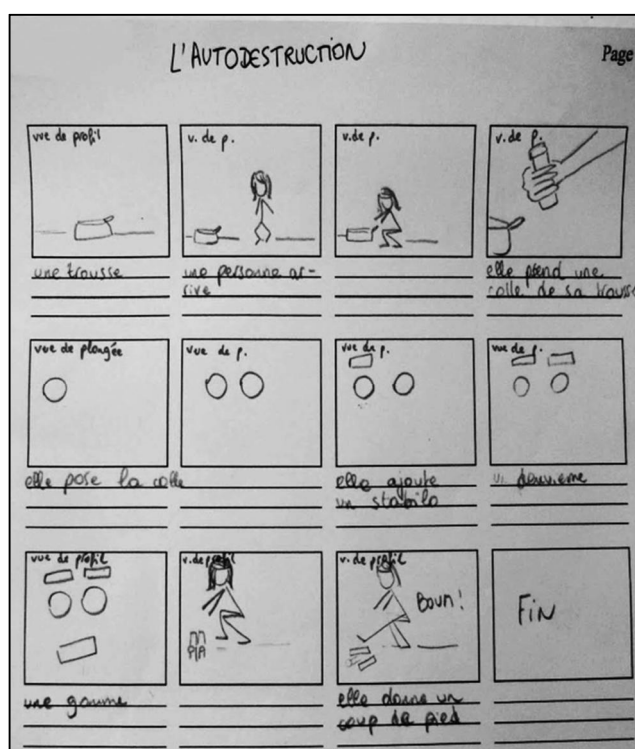 L'AUTODESTRUCTION
Page
vue de profil
v. de p.
v. de p.
v. de p.
une trousse
une personne ar-
rive
elle prend une
colle de sa trousse
vue de plongée
vue de p.
vue de p.
vue de p.
elle pose la colle
elle ajoute
un stabilo
un deuxième
vue de profil
v. de profil
v. de profil
Boum!
FIN
une gomme
elle donne un
coup de pied